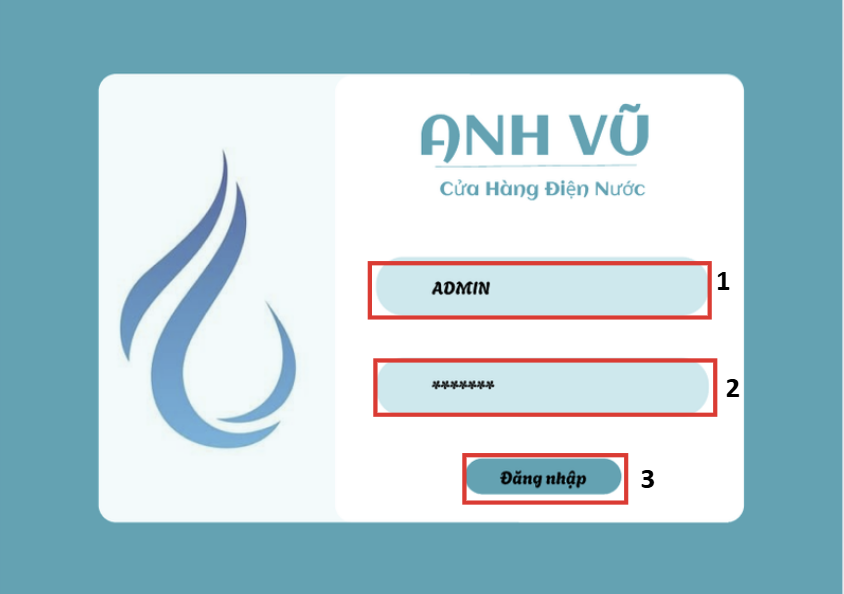 ANH VŨ
Cửa Hàng Điện Nước
ADMIN
1
*******
2
Đăng nhập
3